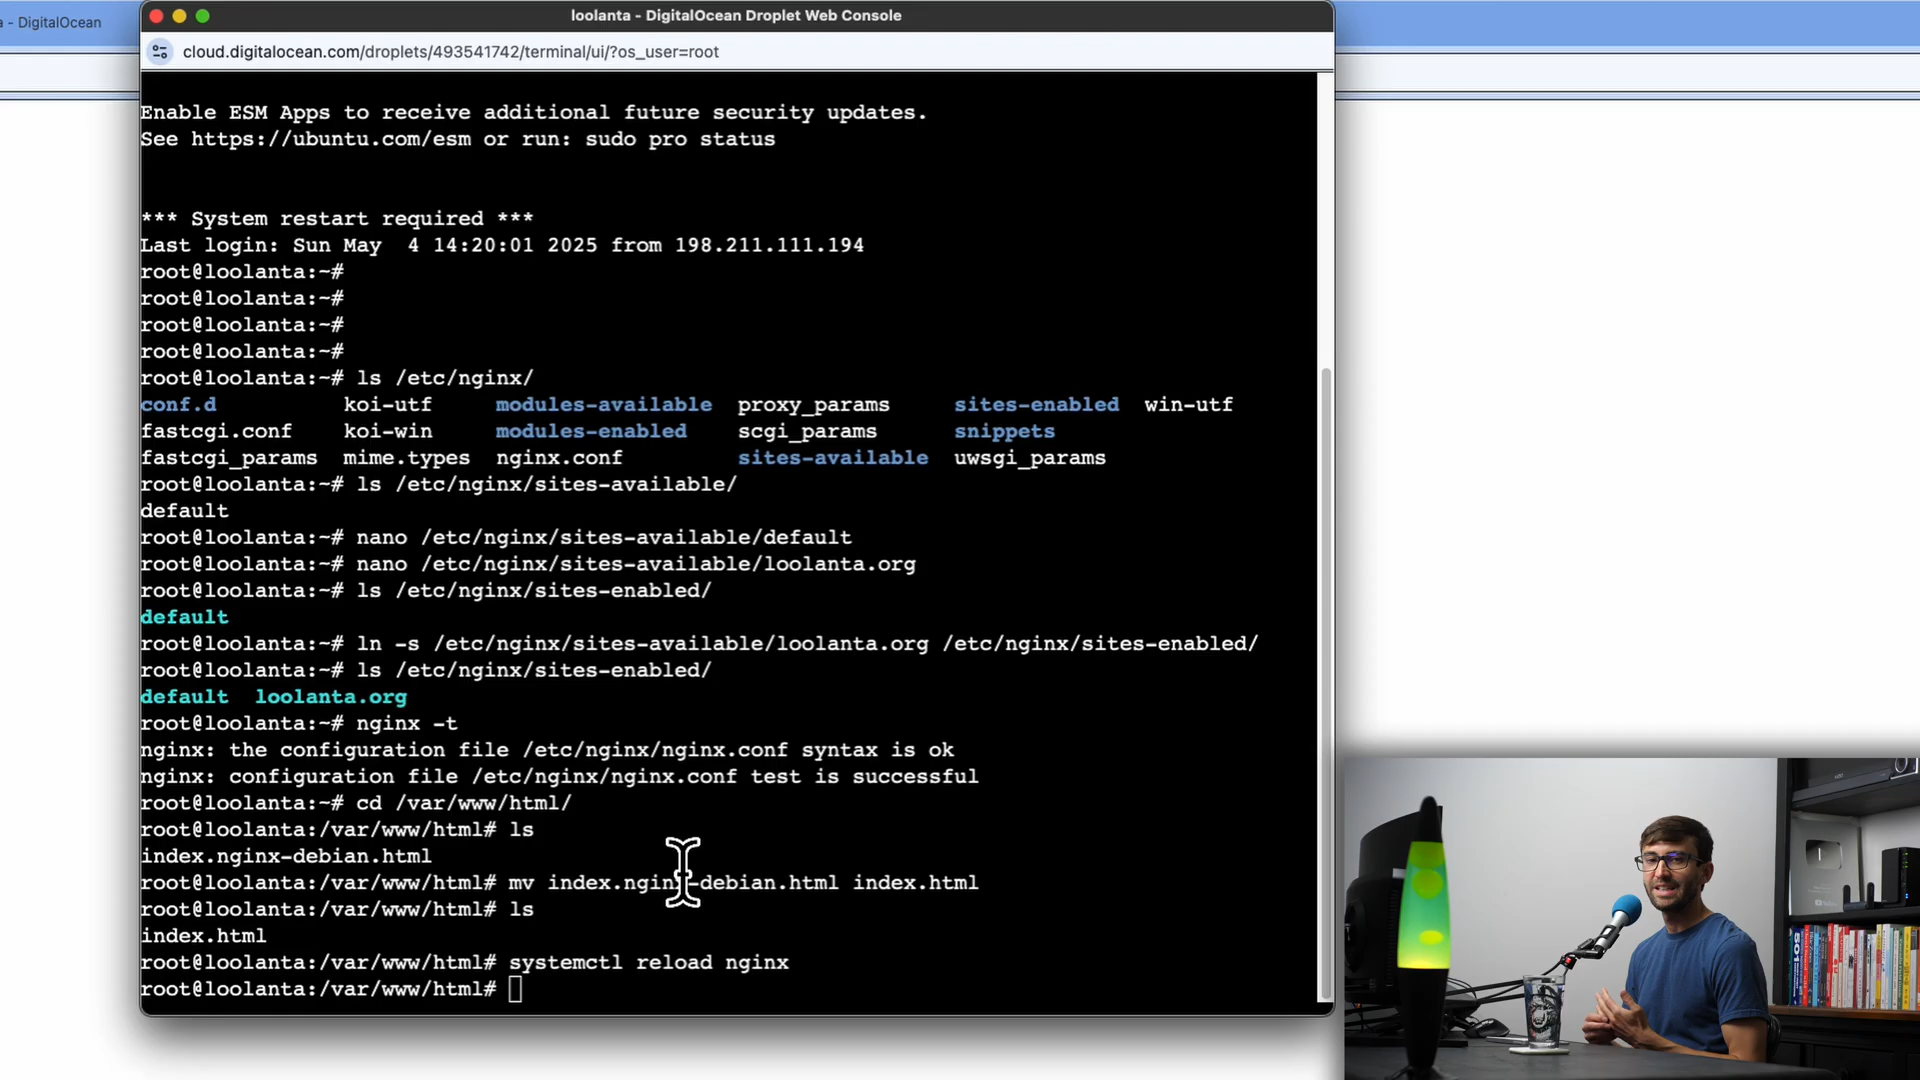 a - DigitalOcean
loolanta - DigitalOcean Droplet Web Console
cloud.digitalocean.com/droplets/493541742/terminal/ui/?os_user=root
Enable ESM Apps to receive additional future security updates.
See https://ubuntu.com/esm or run: sudo pro status
*** System restart required ***
Last login: Sun May  4 14:20:01 2025 from 198.211.111.194
root@loolanta:~#
root@loolanta:~#
root@loolanta:~#
root@loolanta:~#
root@loolanta:~# ls /etc/nginx/
conf.d          koi-utf     modules-available  proxy_params     sites-enabled  win-utf
fastcgi.conf    koi-win     modules-enabled    scgi_params      snippets
fastcgi_params  mime.types  nginx.conf         sites-available  uwsgi_params
root@loolanta:~# ls /etc/nginx/sites-available/
default
root@loolanta:~# nano /etc/nginx/sites-available/default
root@loolanta:~# nano /etc/nginx/sites-available/loolanta.org
root@loolanta:~# ls /etc/nginx/sites-enabled/
default
root@loolanta:~# ln -s /etc/nginx/sites-available/loolanta.org /etc/nginx/sites-enabled/
root@loolanta:~# ls /etc/nginx/sites-enabled/
default  loolanta.org
root@loolanta:~# nginx -t
nginx: the configuration file /etc/nginx/nginx.conf syntax is ok
nginx: configuration file /etc/nginx/nginx.conf test is successful
root@loolanta:~# cd /var/www/html/
root@loolanta:/var/www/html# ls
index.nginx-debian.html
root@loolanta:/var/www/html# mv index.nginx-debian.html index.html
root@loolanta:/var/www/html# ls
index.html
root@loolanta:/var/www/html# systemctl reload nginx
root@loolanta:/var/www/html#